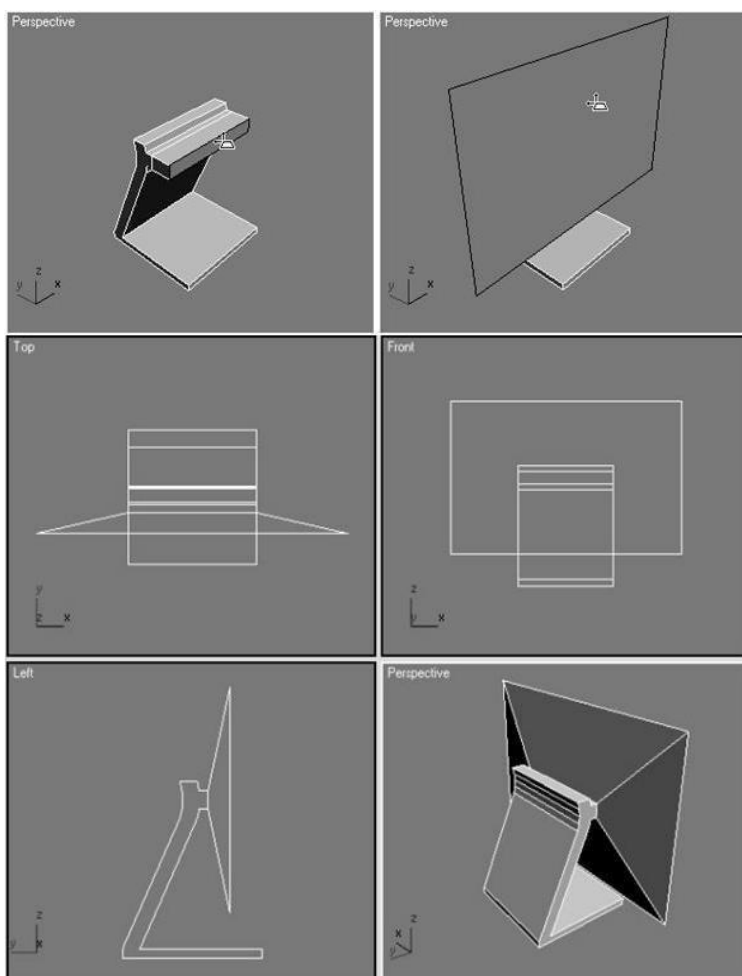 Perspective
Perspective
z
y x
z
y x
Top
Front
y
z x
z
y x
Left
Perspective
z
y x
z
x
y